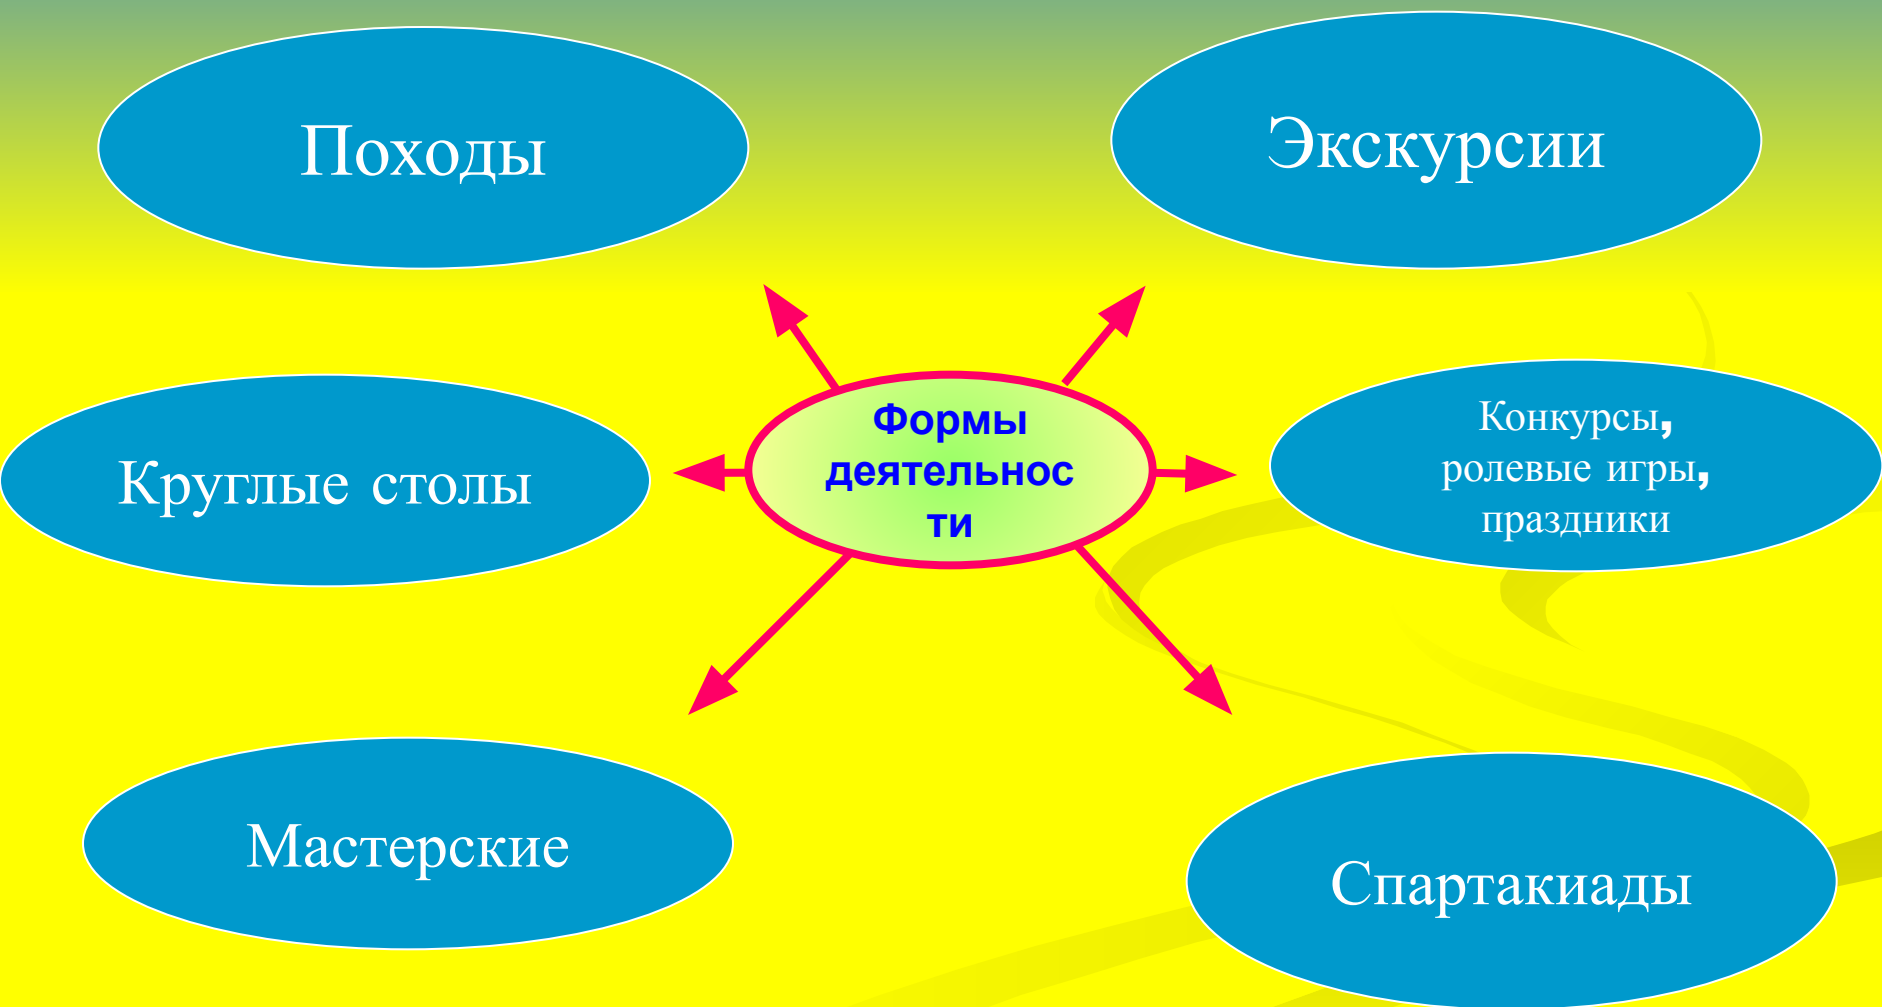 Походы
Экскурсии
Формы
деятельнос
ти
Круглые столы
Конкурсы,
ролевые игры,
праздники
Мастерские
Спартакиады